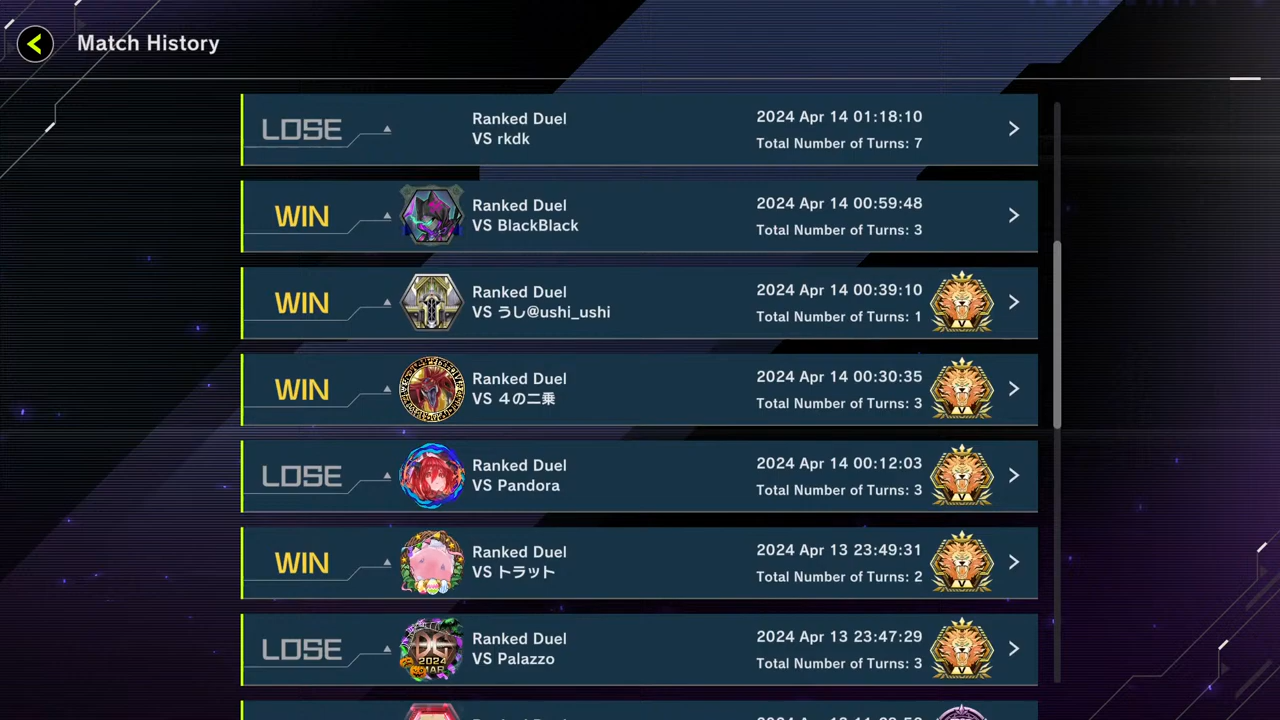 Match History
LOSE
Ranked Duel
VS rkdk
2024 Apr 14 01:18:10
Total Number of Turns: 7
WIN
Ranked Duel
VS BlackBlack
2024 Apr 14 00:59:48
Total Number of Turns: 3
WIN
Ranked Duel
VS うし@ushi_ushi
2024 Apr 14 00:39:10
Total Number of Turns: 1
WIN
Ranked Duel
VS 4の二乗
2024 Apr 14 00:30:35
Total Number of Turns: 3
LOSE
Ranked Duel
VS Pandora
2024 Apr 14 00:12:03
Total Number of Turns: 3
WIN
Ranked Duel
VS トラット
2024 Apr 13 23:49:31
Total Number of Turns: 2
LOSE
DC
2024
MAR
Ranked Duel
VS Palazzo
2024 Apr 13 23:47:29
Total Number of Turns: 3